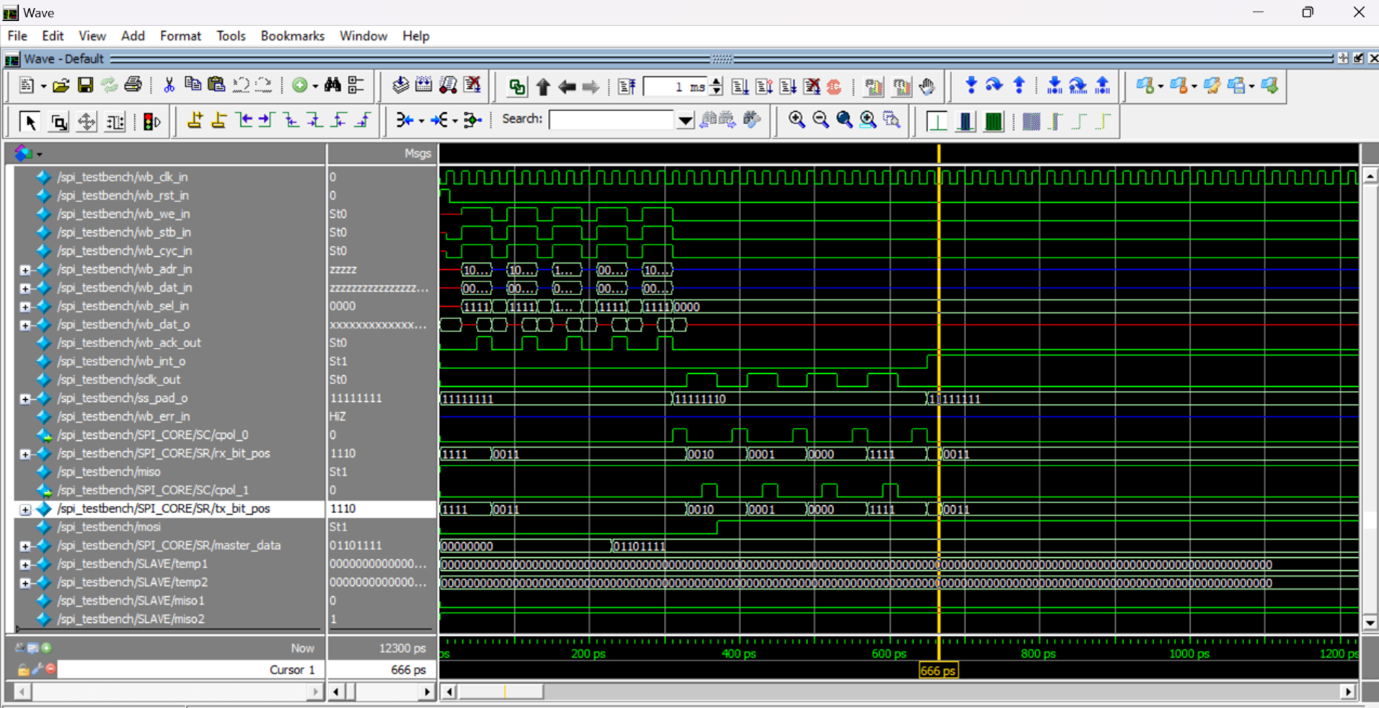 Wave
File Edit View Add Format Tools Bookmarks Window Help
Wave - Default
1 ms
Search:
Msgs
/spi_testbench/wb_clk_in 0
/spi_testbench/wb_rst_in 0
/spi_testbench/wb_we_in St0
/spi_testbench/wb_stb_in St0
/spi_testbench/wb_cyc_in St0
/spi_testbench/wb_adr_in zzzzz 10... 10... 1... 00... 10...
/spi_testbench/wb_dat_in zzzzzzzzzzzzzzzz... 00... 00... 0... 00... 00...
/spi_testbench/wb_sel_in 0000 1111 1111 1... 1111 1111 0000
/spi_testbench/wb_dat_o xxxxxxxxxxxxx...
/spi_testbench/wb_ack_out St0
/spi_testbench/wb_int_o St1
/spi_testbench/sclk_out St0
/spi_testbench/ss_pad_o 11111111 11111111 11111110 11111111
/spi_testbench/wb_err_in HiZ
/spi_testbench/SPI_CORE/SC/cpol_0 0
/spi_testbench/SPI_CORE/SR/rx_bit_pos 1110 1111 0011 0010 0001 0000 1111 0011
/spi_testbench/miso St1
/spi_testbench/SPI_CORE/SC/cpol_1 0
/spi_testbench/SPI_CORE/SR/tx_bit_pos 1110 1111 0011 0010 0001 0000 1111 0011
/spi_testbench/mosi St1
/spi_testbench/SPI_CORE/SR/master_data 01101111 00000000 01101111
/spi_testbench/SLAVE/temp1 0000000000000...
/spi_testbench/SLAVE/temp2 0000000000000...
/spi_testbench/SLAVE/miso1 0
/spi_testbench/SLAVE/miso2 1
Now 12300 ps ps 200 ps 400 ps 600 ps 800 ps 1000 ps 1200 ps
Cursor 1 666 ps 666 ps